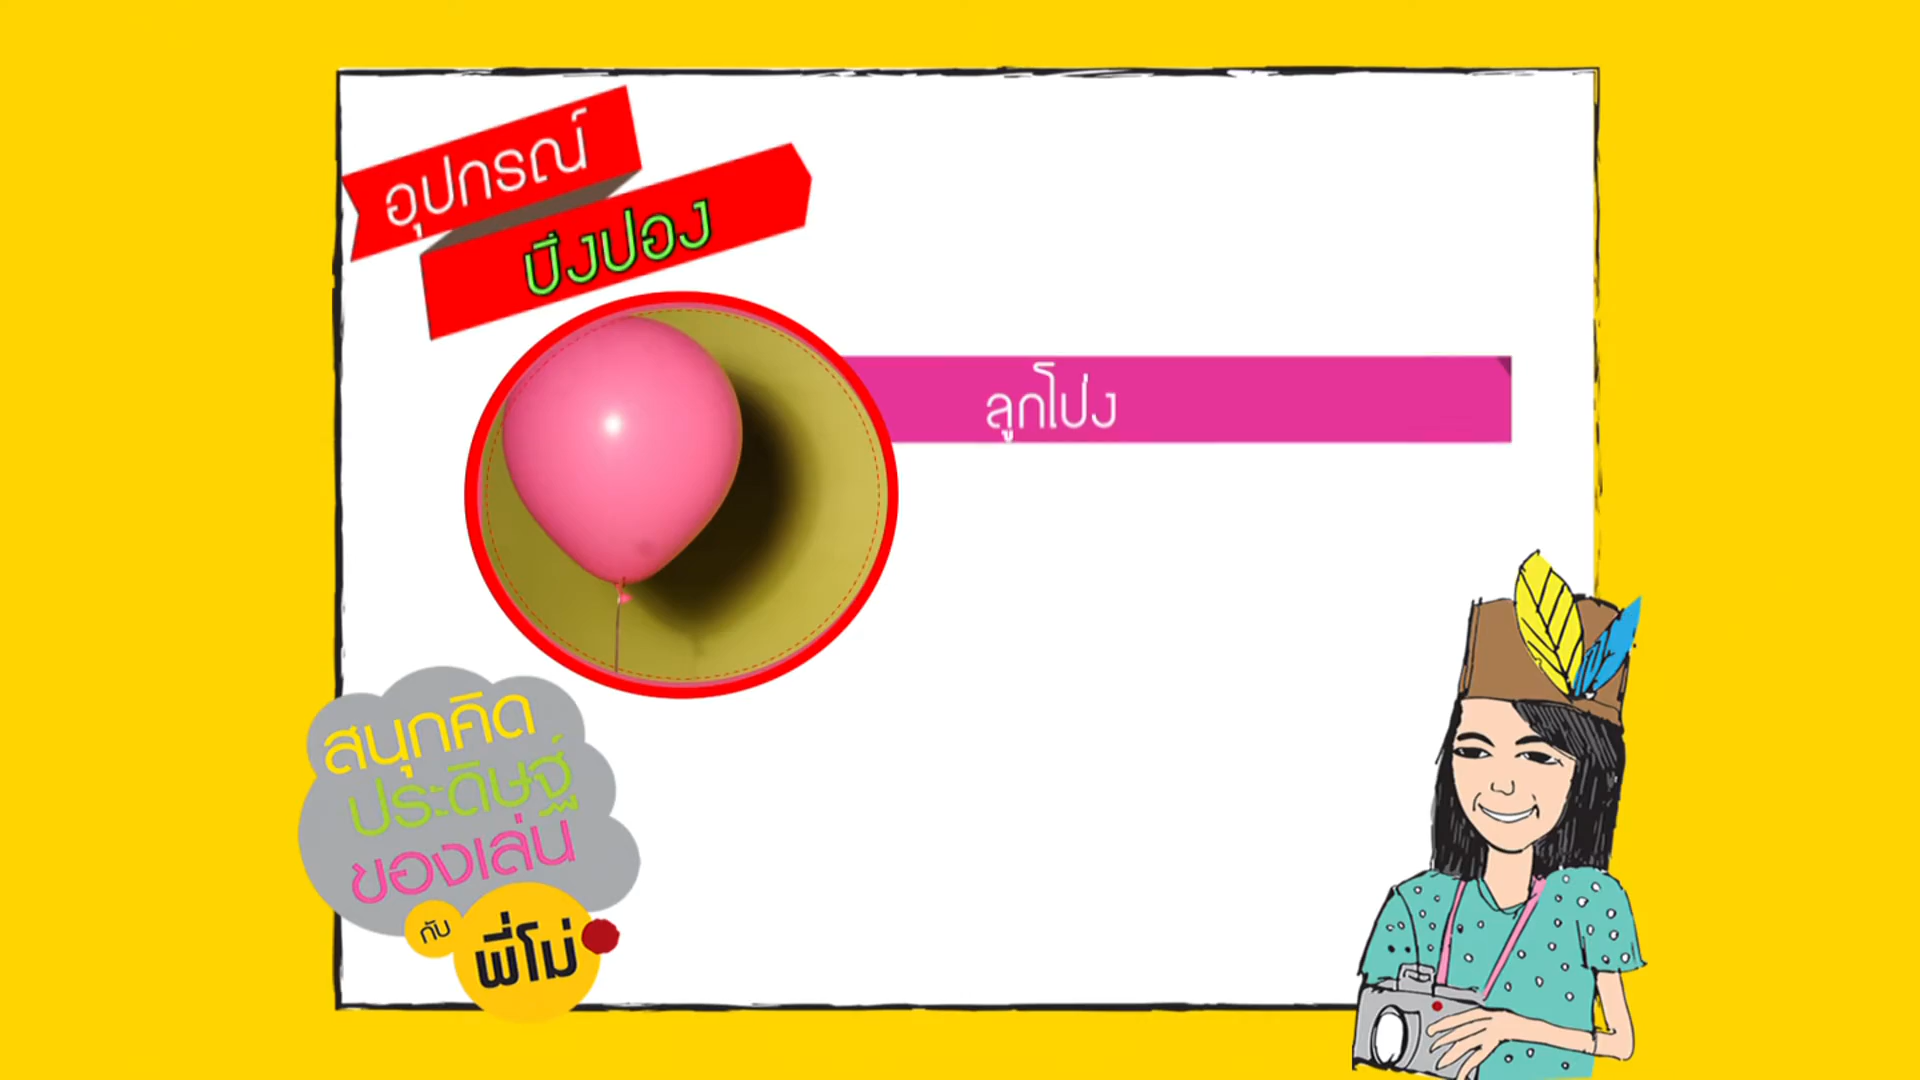 อุปกรณ์
บึ่งปอง
ลูกโป่ง
สนุกคิด
ประดิษฐ์
ของเล่น
กับ
พี่โม่